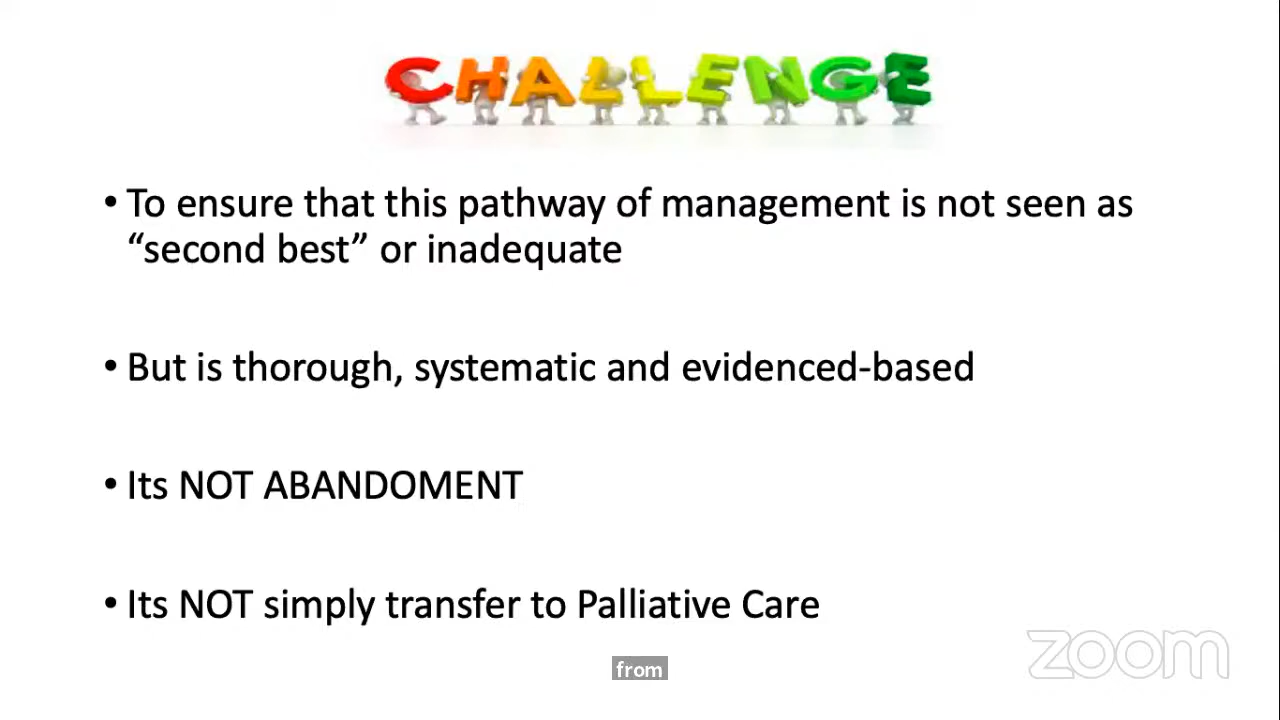 CHALLENGE
• To ensure that this pathway of management is not seen as
“second best” or inadequate
• But is thorough, systematic and evidenced-based
• Its NOT ABANDOMENT
• Its NOT simply transfer to Palliative Care
zoom
from